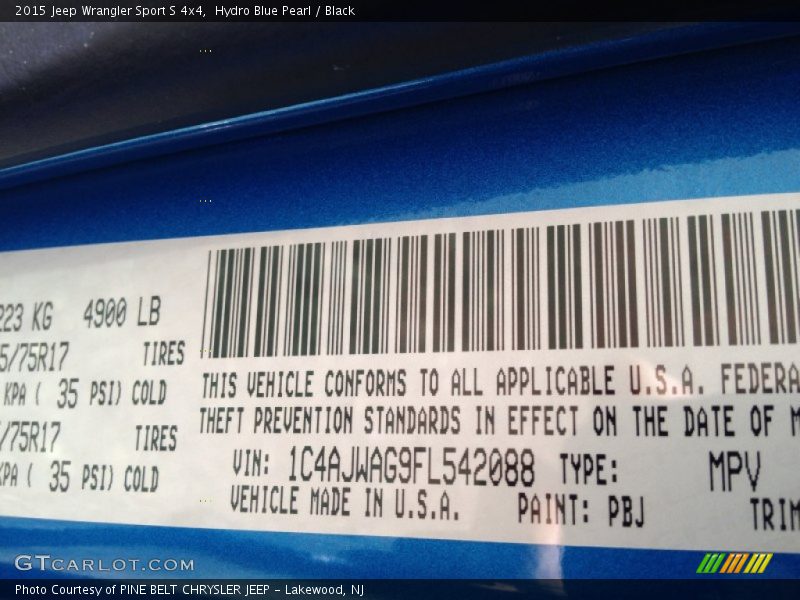 2015 Jeep Wrangler Sport S 4x4, Hydro Blue Pearl / Black
223 KG 4900 LB
5/75R17 TIRES
KPA ( 35 PSI) COLD
/75R17 TIRES
KPA ( 35 PSI) COLD
THIS VEHICLE CONFORMS TO ALL APPLICABLE U.S.A. FEDERA
THEFT PREVENTION STANDARDS IN EFFECT ON THE DATE OF M
VIN: 1C4AJWAG9FL542088 TYPE: MPV
VEHICLE MADE IN U.S.A. PAINT: PBJ TRIM
GTCARLOT.COM
Photo Courtesy of PINE BELT CHRYSLER JEEP - Lakewood, NJ